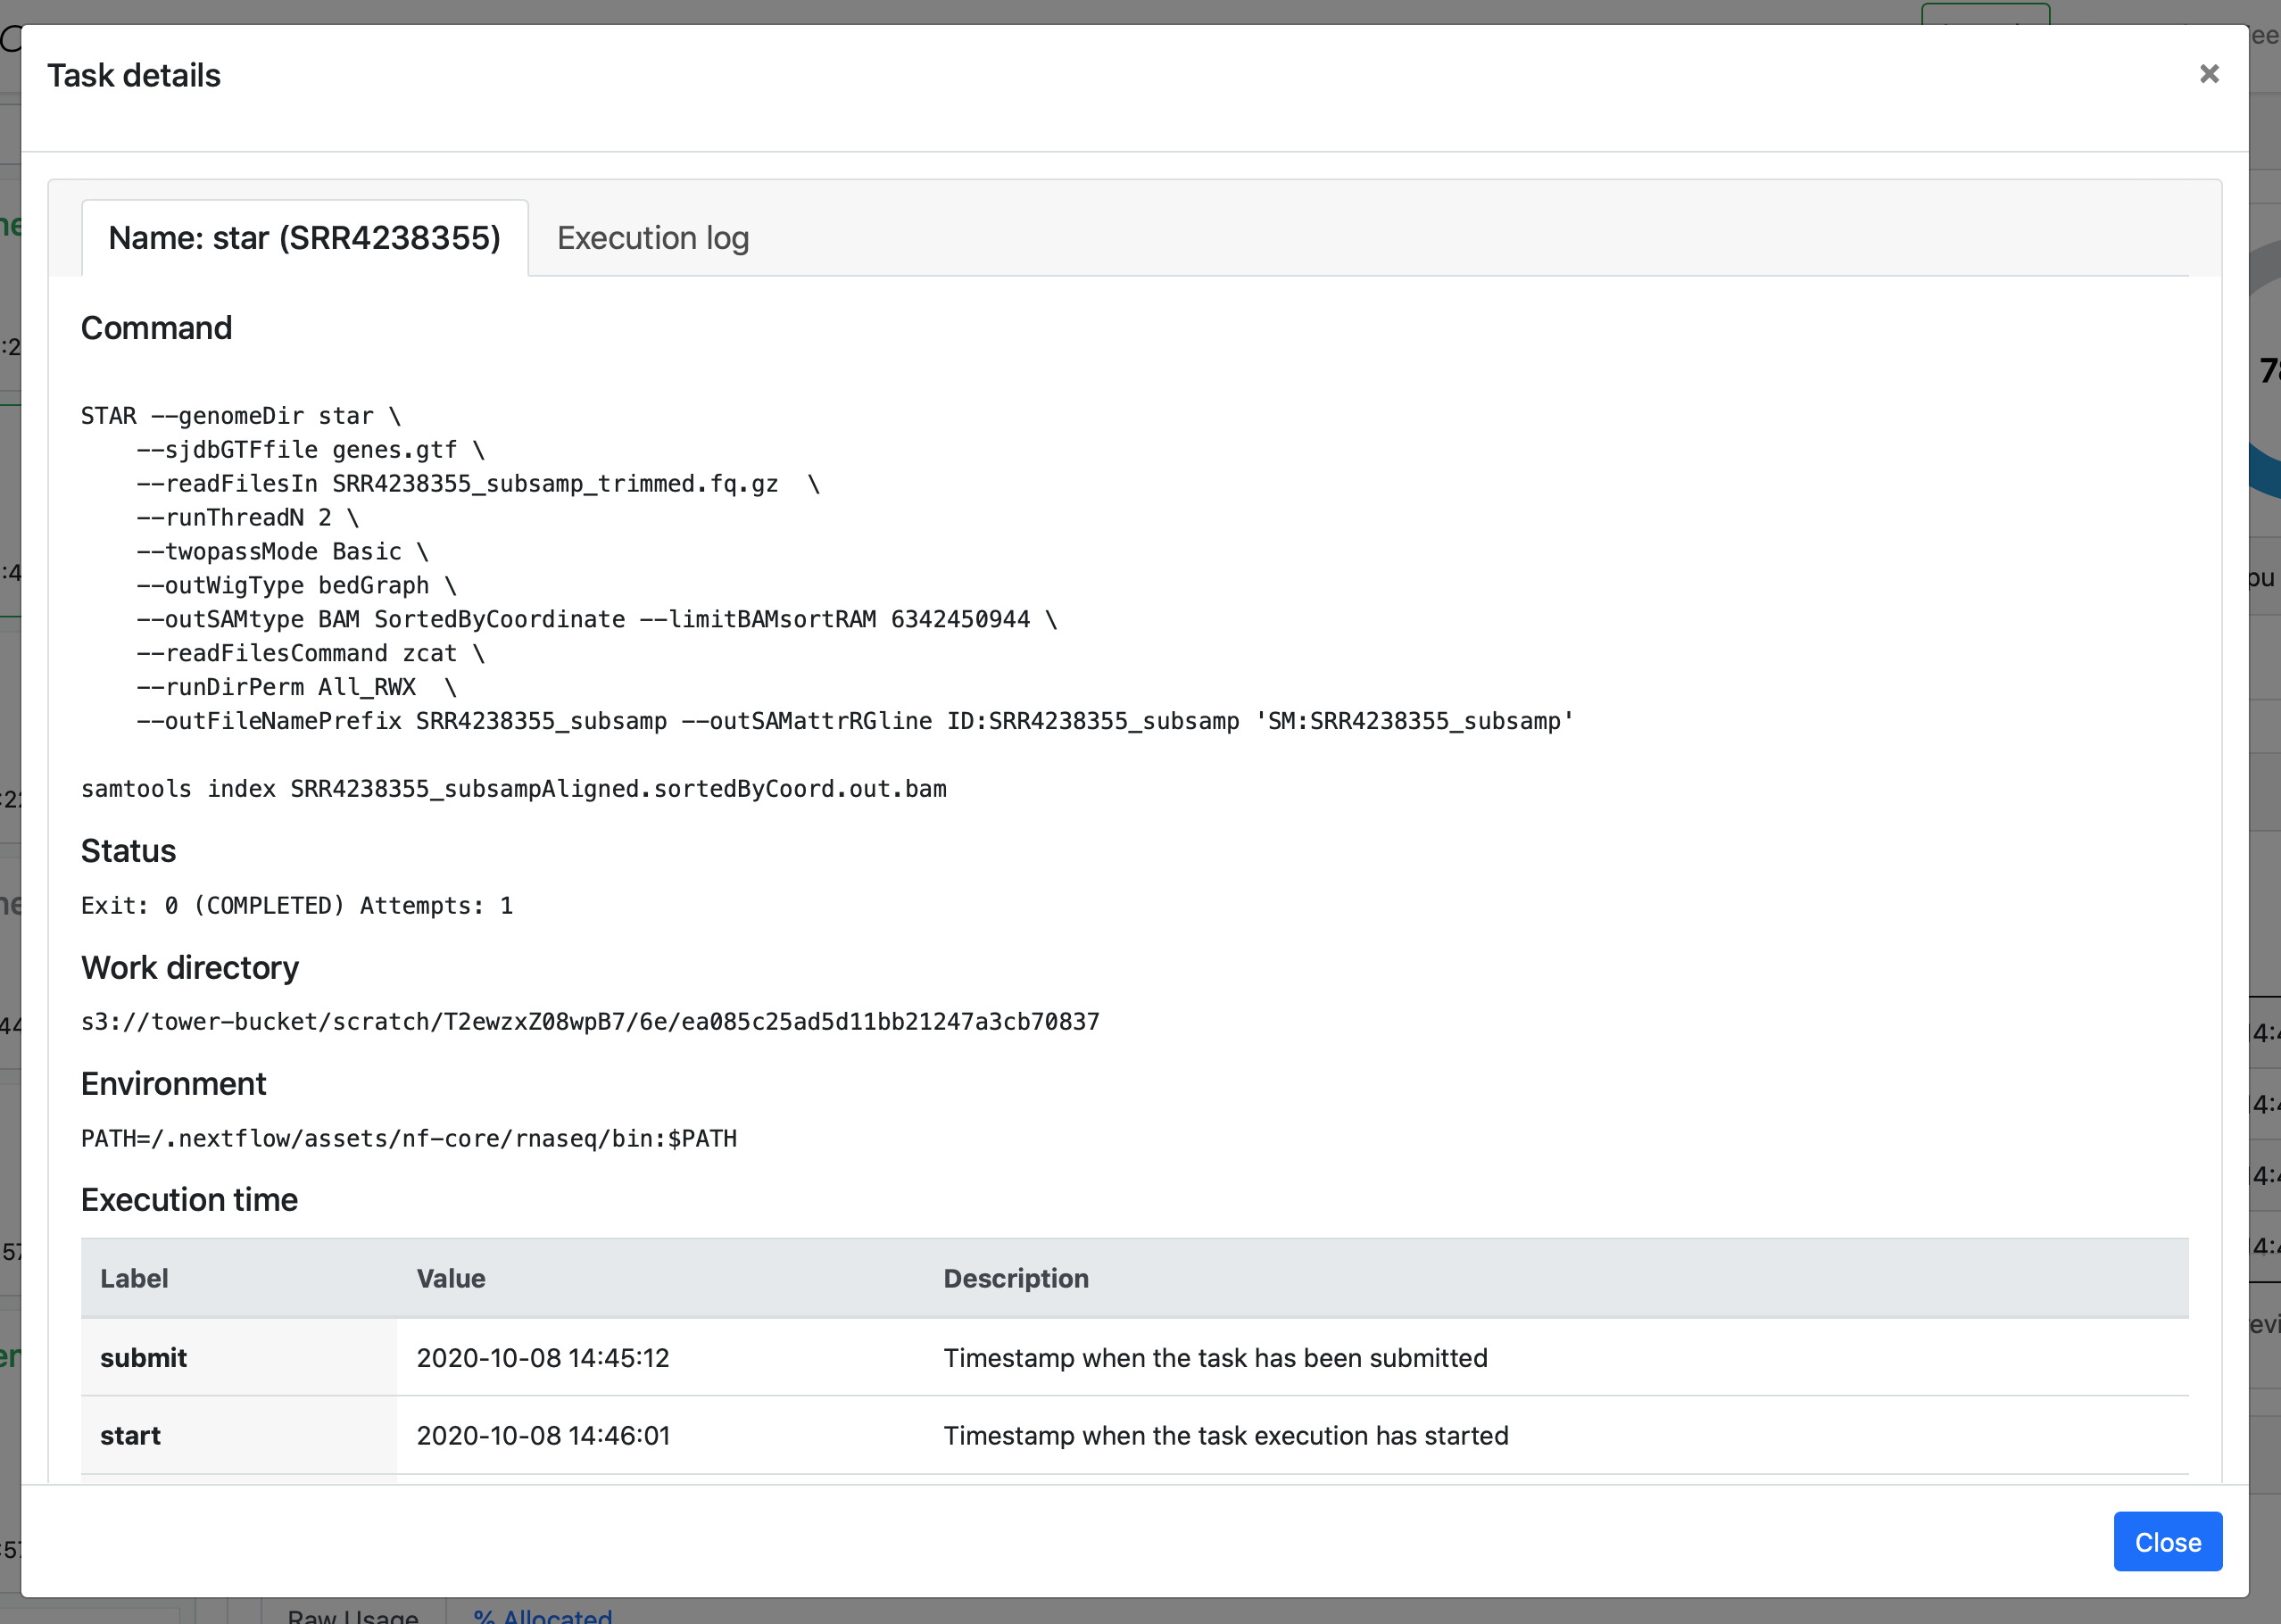 Task details
×
Name: star (SRR4238355)
Execution log
Command
STAR --genomeDir star \
    --sjdbGTFfile genes.gtf \
    --readFilesIn SRR4238355_subsamp_trimmed.fq.gz  \
    --runThreadN 2 \
    --twopassMode Basic \
    --outWigType bedGraph \
    --outSAMtype BAM SortedByCoordinate --limitBAMsortRAM 6342450944 \
    --readFilesCommand zcat \
    --runDirPerm All_RWX  \
    --outFileNamePrefix SRR4238355_subsamp --outSAMattrRGline ID:SRR4238355_subsamp 'SM:SRR4238355_subsamp'
samtools index SRR4238355_subsampAligned.sortedByCoord.out.bam
Status
Exit: 0 (COMPLETED) Attempts: 1
Work directory
s3://tower-bucket/scratch/T2ewzxZ08wpB7/6e/ea085c25ad5d11bb21247a3cb70837
Environment
PATH=/.nextflow/assets/nf-core/rnaseq/bin:$PATH
Execution time
Label Value Description
submit 2020-10-08 14:45:12 Timestamp when the task has been submitted
start 2020-10-08 14:46:01 Timestamp when the task execution has started
Close
Raw Usage % Allocated